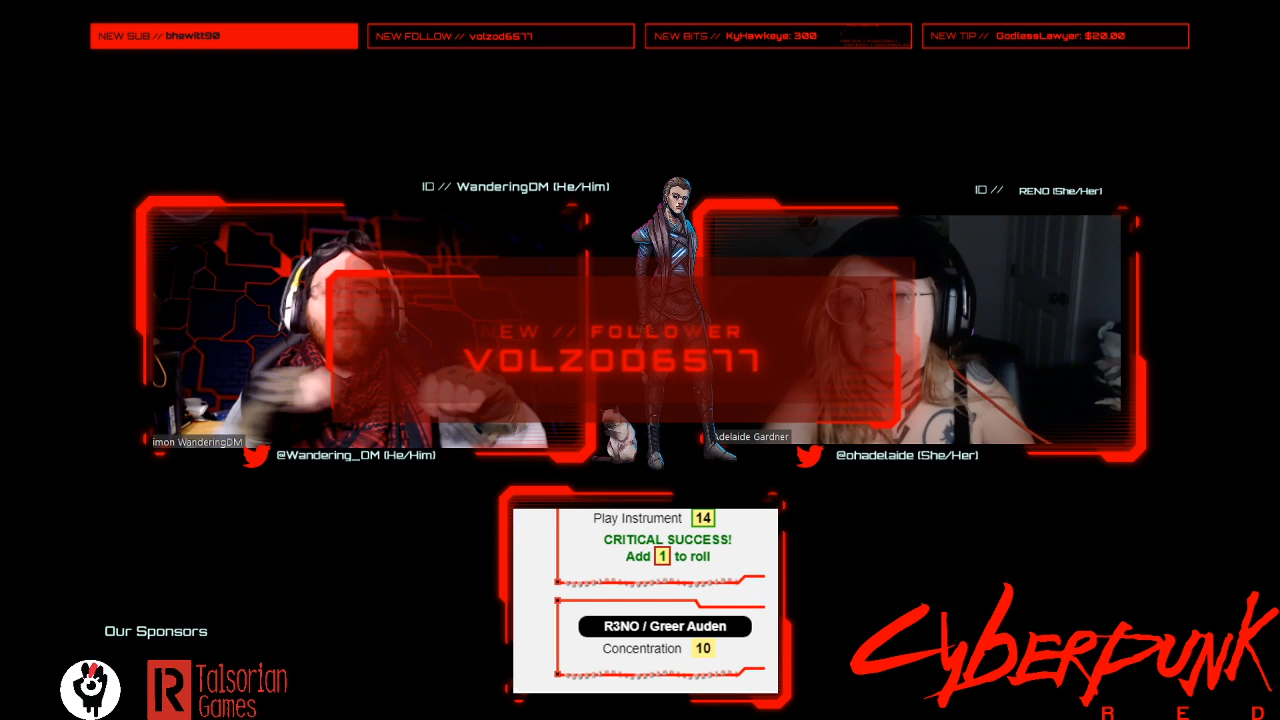 NEW SUB // bhewitt90
NEW FOLLOW // volzod6577
NEW BITS // KyHawkeye: 300
NEW TIP // GodlessLawyer: $20.00
ID // WanderingDM (He/Him)
ID // RENO (She/Her)
NEW // FOLLOWER
VOLZOD6577
imon WanderingDM
Adelaide Gardner
@Wandering_DM (He/Him)
@ohadelaide (She/Her)
Play Instrument 14
CRITICAL SUCCESS!
Add 1 to roll
R3NO / Greer Auden
Concentration 10
Our Sponsors
R Talsorian
Games
Cyberpunk
RED